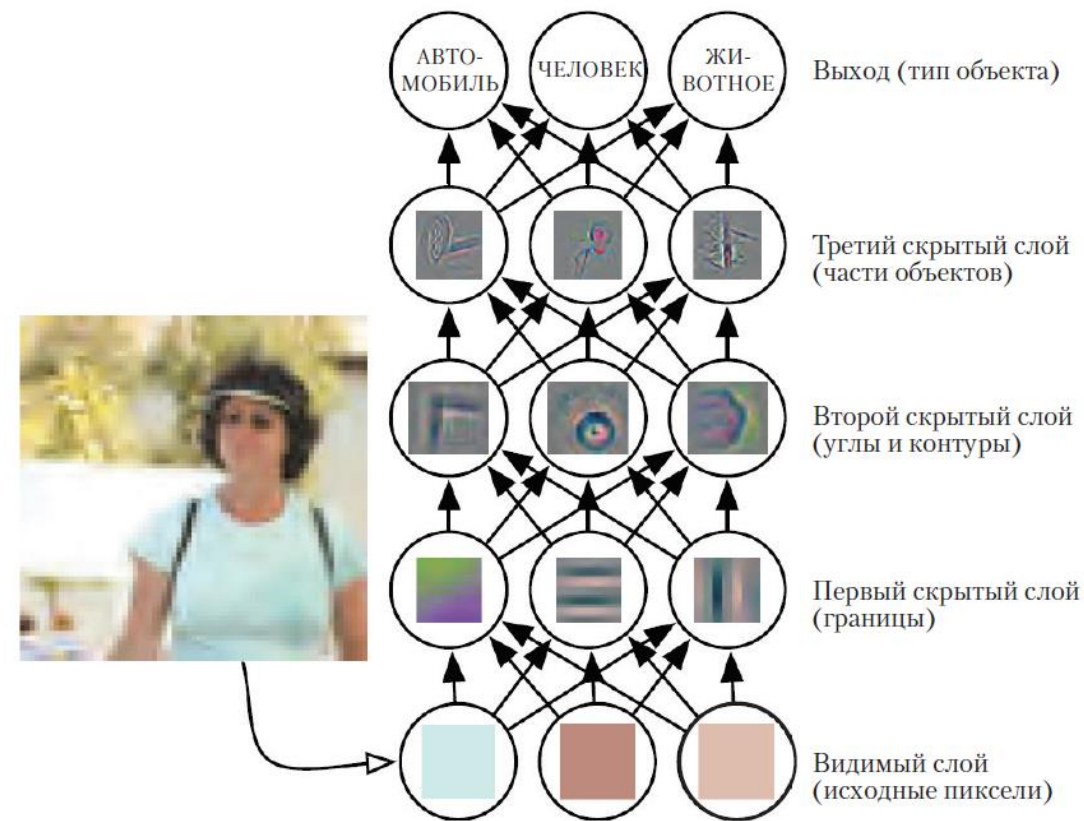 АВТО-
МОБИЛЬ
ЧЕЛОВЕК
ЖИ-
ВОТНОЕ
Выход (тип объекта)
Третий скрытый слой
(части объектов)
Второй скрытый слой
(углы и контуры)
Первый скрытый слой
(границы)
Видимый слой
(исходные пиксели)